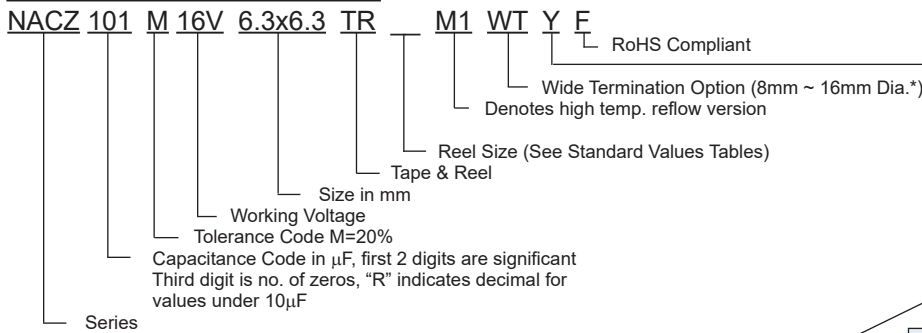 NACZ 101 M 16V 6.3x6.3 TR __ M1 WT Y F
RoHS Compliant
Wide Termination Option (8mm ~ 16mm Dia.*)
Denotes high temp. reflow version
Reel Size (See Standard Values Tables)
Tape & Reel
Size in mm
Working Voltage
Tolerance Code M=20%
Capacitance Code in μF, first 2 digits are significant
Third digit is no. of zeros, “R” indicates decimal for
values under 10μF
Series